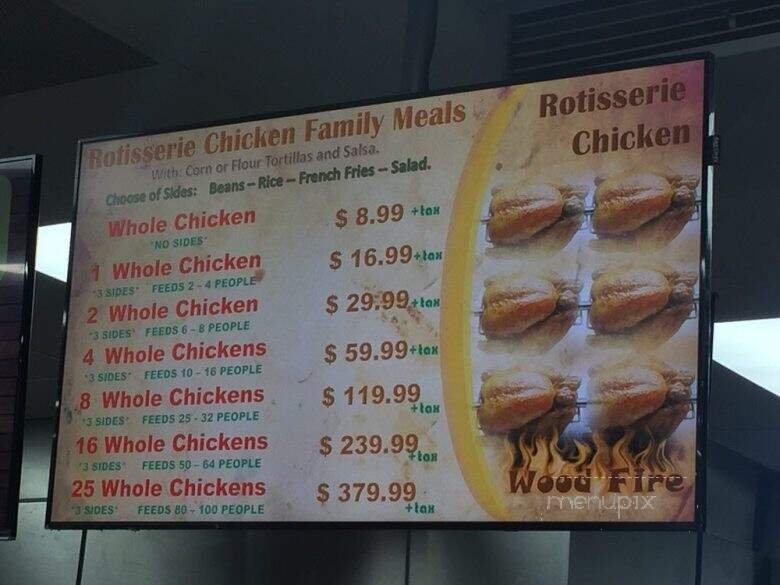 Rotisserie Chicken Family Meals
With: Corn or Flour Tortillas and Salsa.
Choose of Sides: Beans – Rice – French Fries – Salad.
Whole Chicken $ 8.99 +tax
*NO SIDES*
1 Whole Chicken $ 16.99 +tax
*3 SIDES* FEEDS 2 - 4 PEOPLE
2 Whole Chicken $ 29.99 +tax
*3 SIDES* FEEDS 6 - 8 PEOPLE
4 Whole Chickens $ 59.99 +tax
*3 SIDES* FEEDS 10 - 16 PEOPLE
8 Whole Chickens $ 119.99 +tax
*3 SIDES* FEEDS 25 - 32 PEOPLE
16 Whole Chickens $ 239.99 +tax
*3 SIDES* FEEDS 50 - 64 PEOPLE
25 Whole Chickens $ 379.99 +tax
*3 SIDES* FEEDS 80 - 100 PEOPLE
Rotisserie
Chicken
Wood Fire
menupix